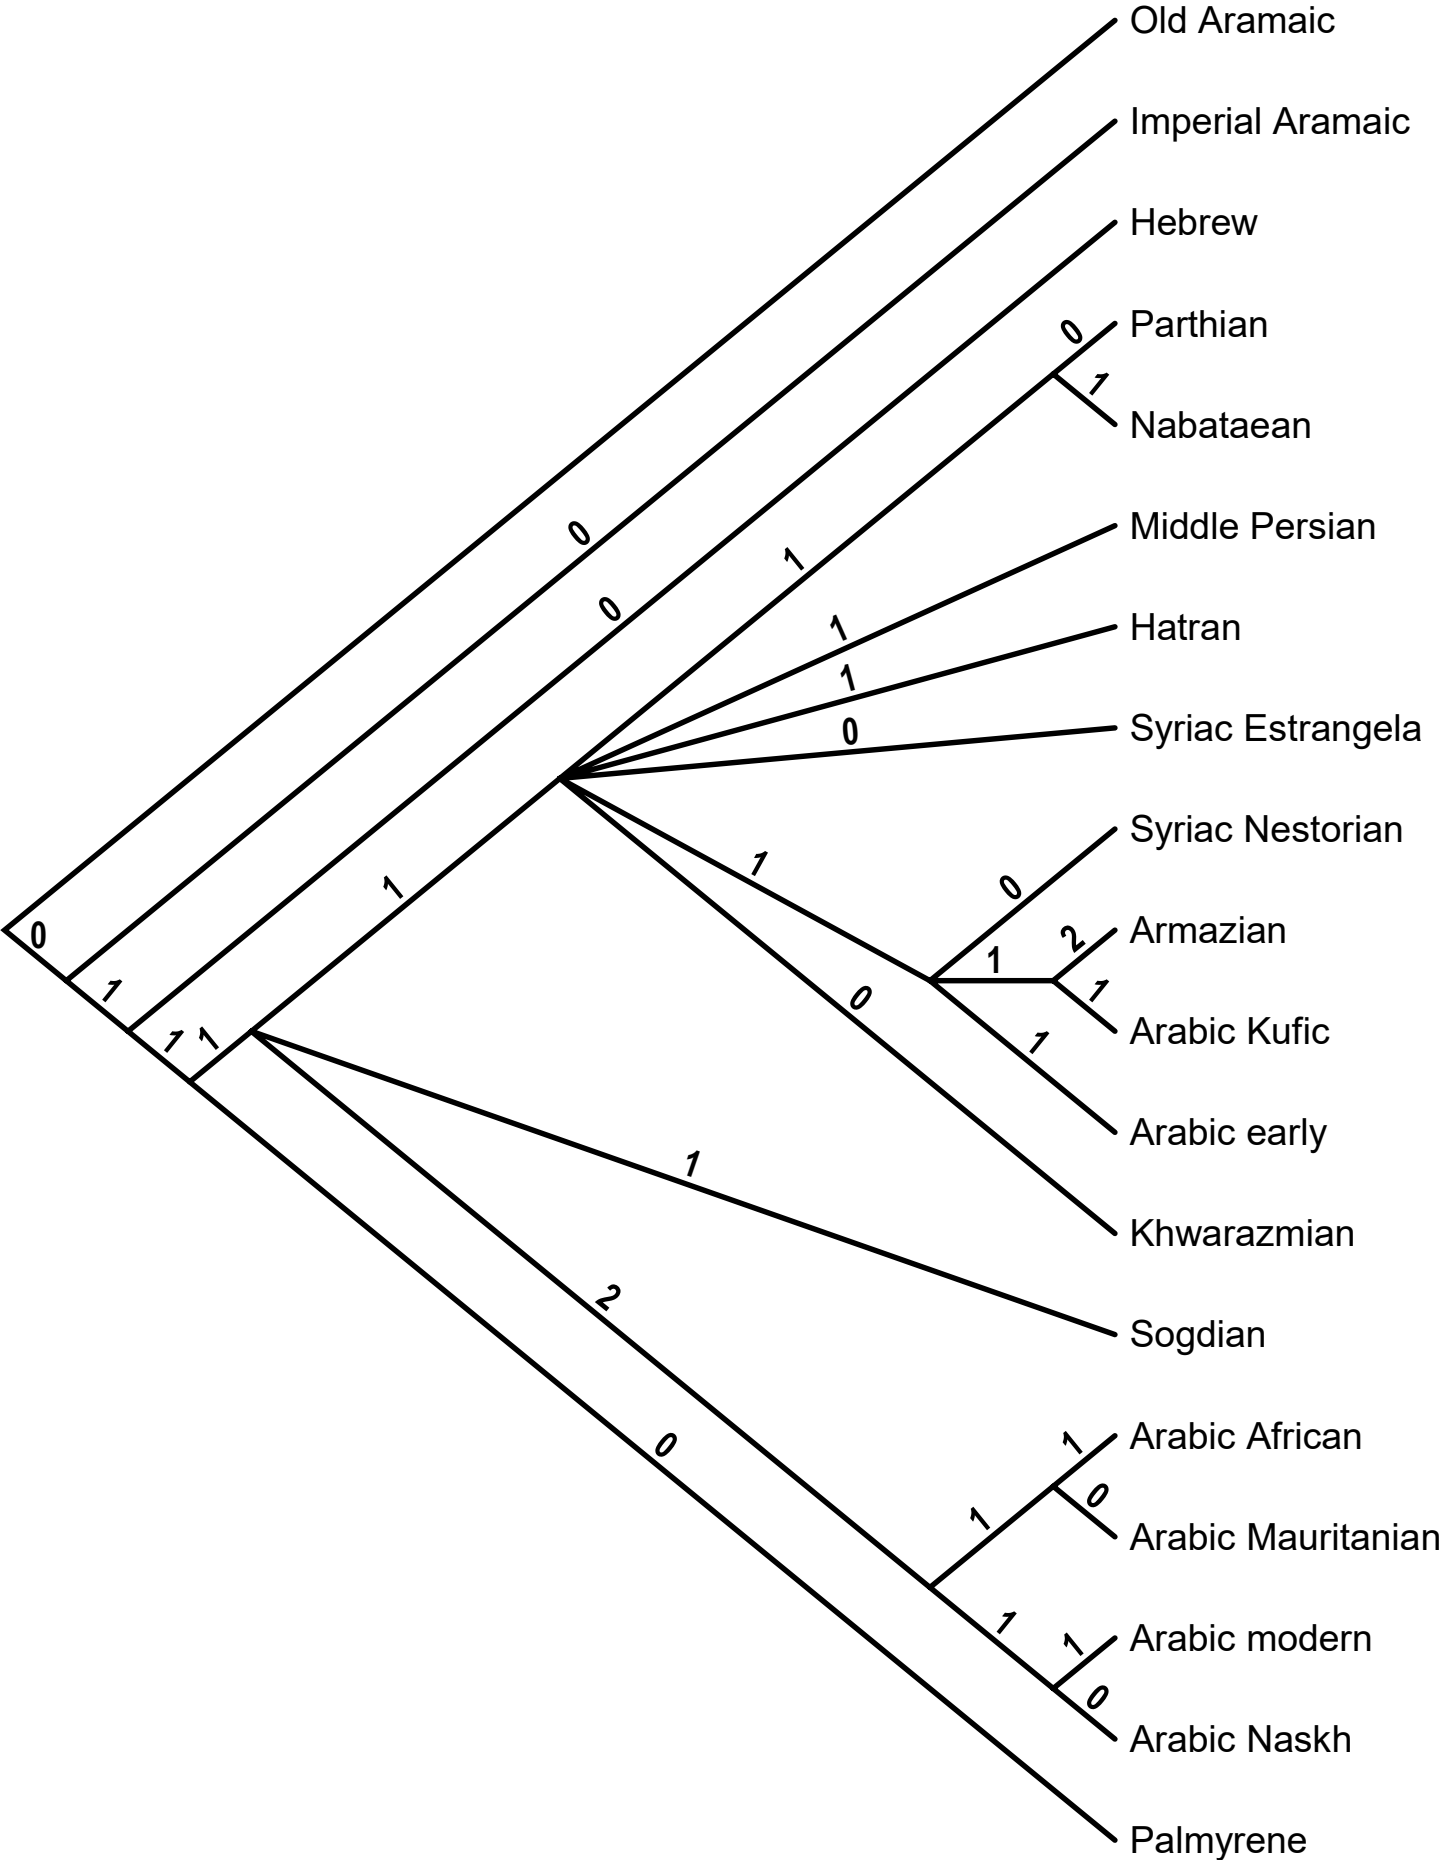 Old Aramaic
Imperial Aramaic
Hebrew
0
Parthian
1
Nabataean
0
Middle Persian
1
0
1
Hatran
1
0
Syriac Estrangela
Syriac Nestorian
1
1
0
0
2
Armazian
1
1
1
0
Arabic Kufic
1
1
1
Arabic early
1
Khwarazmian
2
Sogdian
1
Arabic African
0
0
1
Arabic Mauritanian
1
1
Arabic modern
0
Arabic Naskh
Palmyrene